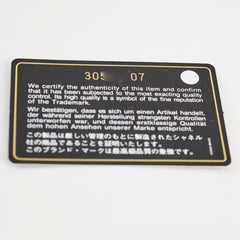 305 07
We certify the authenticity of this item and confirm
that it has been subjected to the most exacting quality
control. Its high quality is a symbol of the fine reputation
of the Trademark.
Wir bestätigen, dass es sich um einen Artikel handelt,
der während seiner Herstellung strengsten Kontrollen
unterworfen war, und dessen erstklassige Qualität
dem hohen Ansehen unserer Marke entspricht.
この製品は厳しい管理のもとに製造されたシャネル
社の商品であることを証明いたします。
このブランド・マークは最高級品の象徴です。